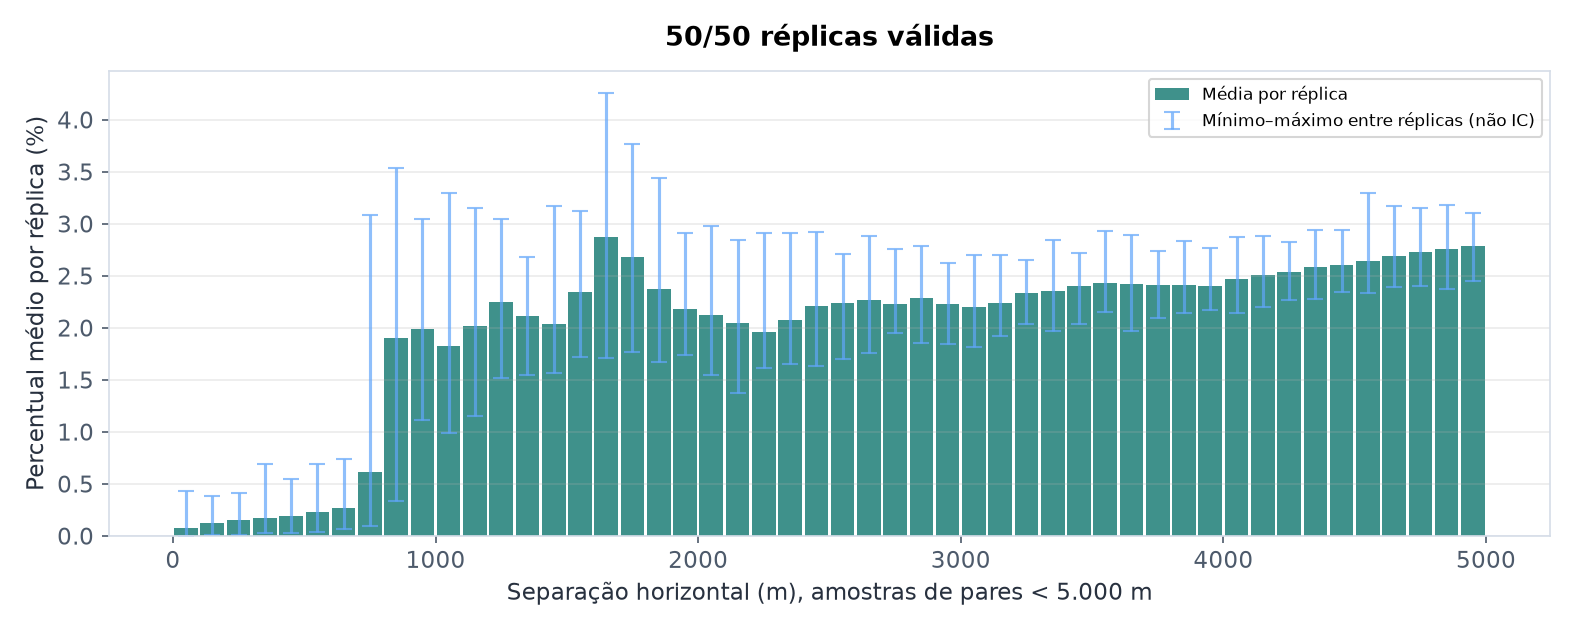 50/50 réplicas válidas
Média por réplica
Mínimo–máximo entre réplicas (não IC)
Percentual médio por réplica (%)
4.0
3.5
3.0
2.5
2.0
1.5
1.0
0.5
0.0
0 1000 2000 3000 4000 5000
Separação horizontal (m), amostras de pares < 5.000 m